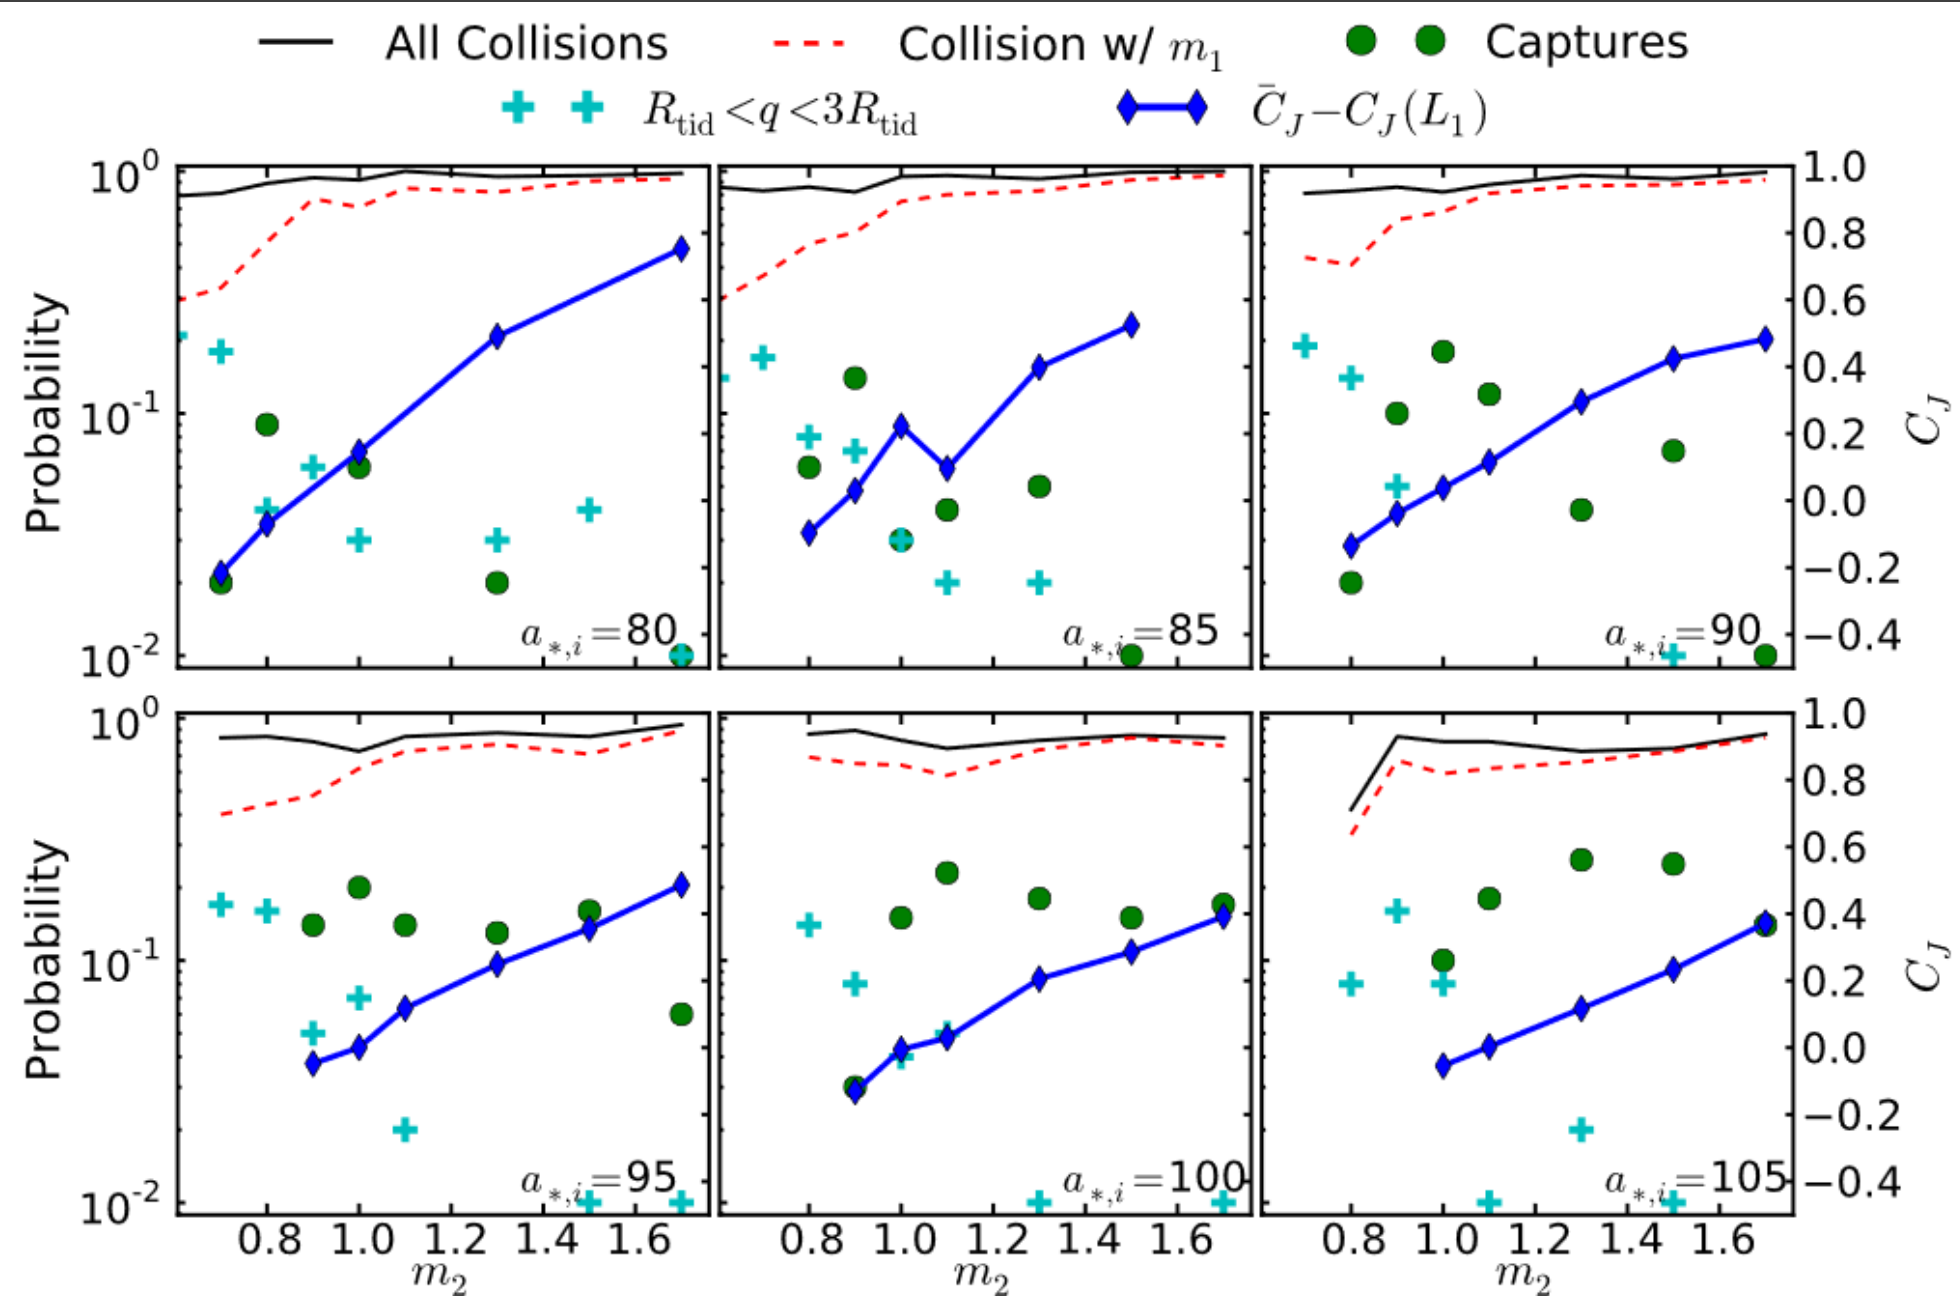 All Collisions Collision w/ m₁ Captures
R_tid < q < 3R_tid C̄_J − C_J(L₁)
10⁰ 1.0
0.8
0.6
Probability 0.4 C_J
10⁻¹ 0.2
0.0
−0.2
a_{*,i}=80 a_{*,i}=85 a_{*,i}=90
10⁻² −0.4
10⁰ 1.0
0.8
0.6
Probability 0.4 C_J
10⁻¹ 0.2
0.0
−0.2
a_{*,i}=95 a_{*,i}=100 a_{*,i}=105
10⁻² −0.4
0.8 1.0 1.2 1.4 1.6 0.8 1.0 1.2 1.4 1.6 0.8 1.0 1.2 1.4 1.6
m₂ m₂ m₂